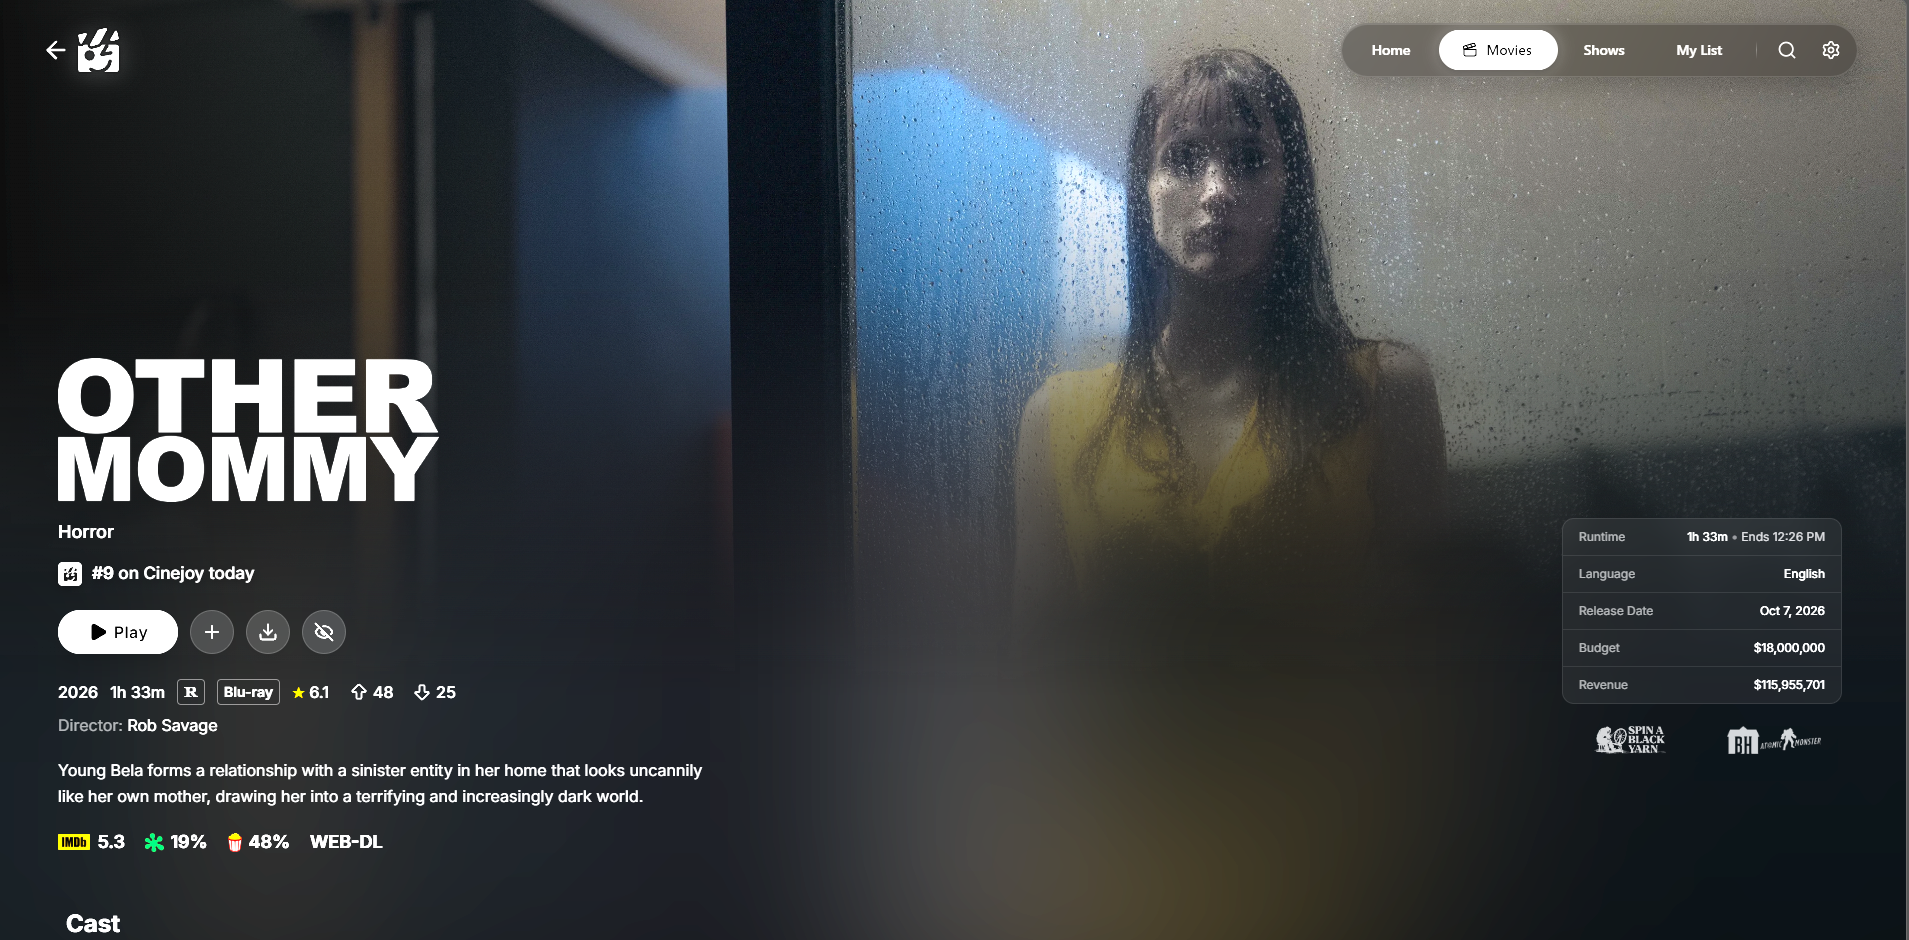 Home
Movies
Shows
My List
OTHER
MOMMY
Horror
#9 on Cinejoy today
Play
2026 1h 33m R Blu-ray 6.1 48 25
Director: Rob Savage
Young Bela forms a relationship with a sinister entity in her home that looks uncannily
like her own mother, drawing her into a terrifying and increasingly dark world.
IMDb 5.3 19% 48% WEB-DL
Cast
Runtime 1h 33m • Ends 12:26 PM
Language English
Release Date Oct 7, 2026
Budget $18,000,000
Revenue $115,955,701
SPIN A
BLACK
YARN
BH ATOMIC MONSTER